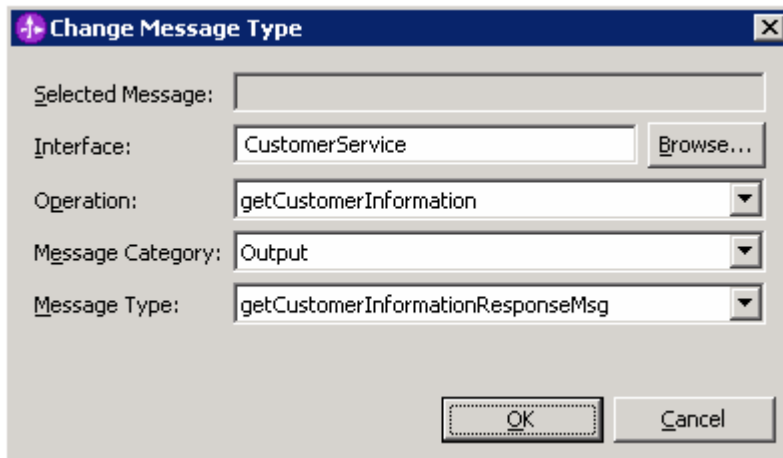 Change Message Type
Selected Message:
Interface: CustomerService Browse...
Operation: getCustomerInformation
Message Category: Output
Message Type: getCustomerInformationResponseMsg
OK Cancel